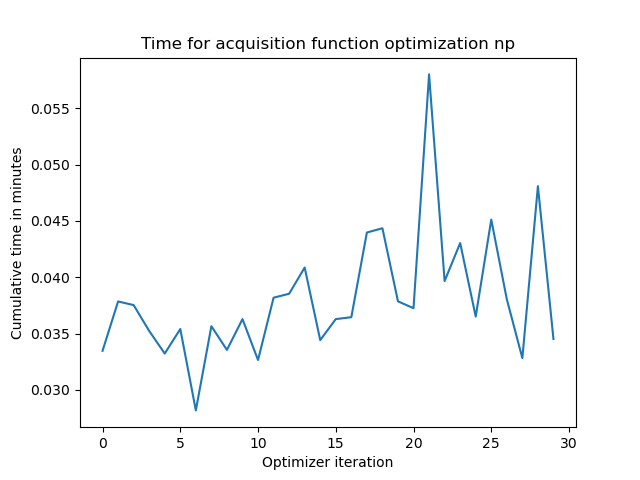 Time for acquisition function optimization np
Cumulative time in minutes
0.055
0.050
0.045
0.040
0.035
0.030
0 5 10 15 20 25 30
Optimizer iteration